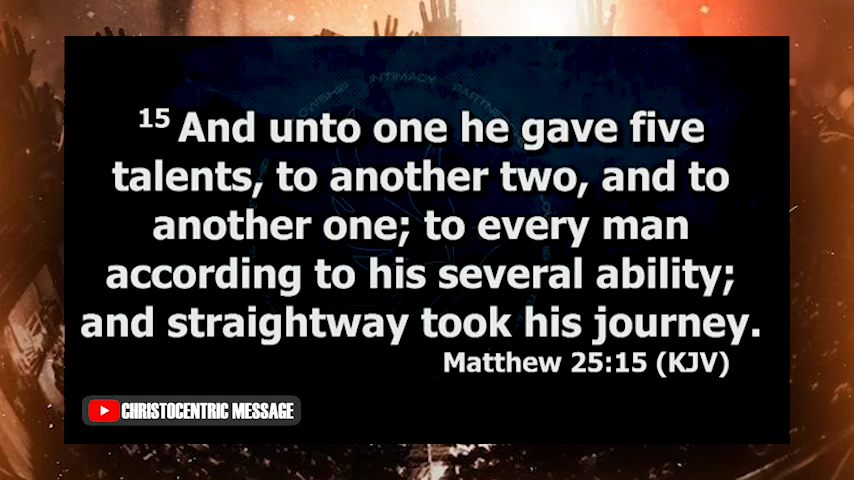 INTIMACY
15 And unto one he gave five
talents, to another two, and to
another one; to every man
according to his several ability;
and straightway took his journey.
Matthew 25:15 (KJV)
CHRISTOCENTRIC MESSAGE